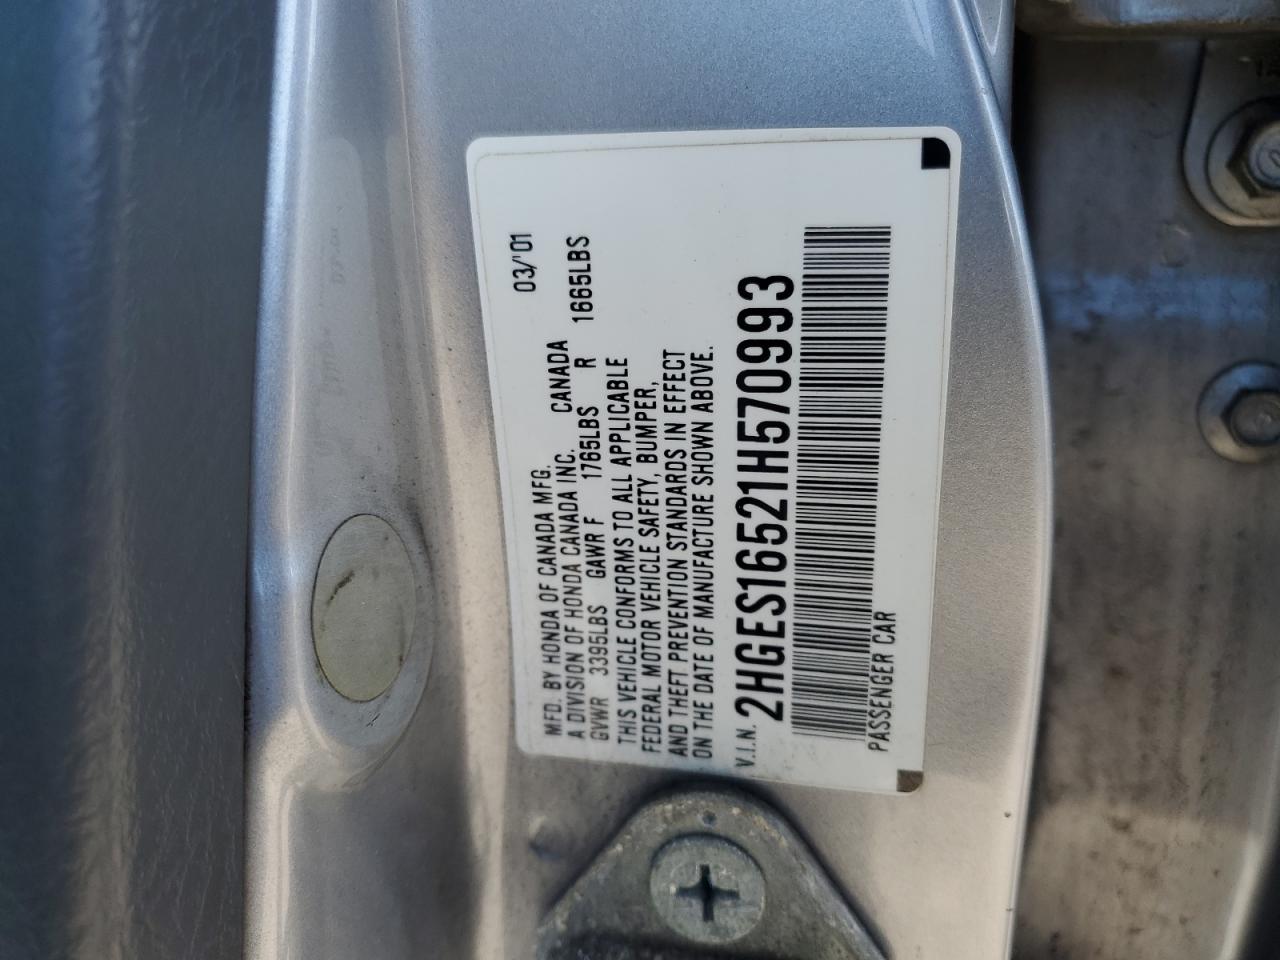 03/'01
MFD. BY HONDA OF CANADA MFG.
A DIVISION OF HONDA CANADA INC. CANADA
GVWR 3395LBS GAWR F 1765LBS R 1665LBS
THIS VEHICLE CONFORMS TO ALL APPLICABLE
FEDERAL MOTOR VEHICLE SAFETY, BUMPER,
AND THEFT PREVENTION STANDARDS IN EFFECT
ON THE DATE OF MANUFACTURE SHOWN ABOVE.
V.I.N. 2HGES16521H570993
PASSENGER CAR